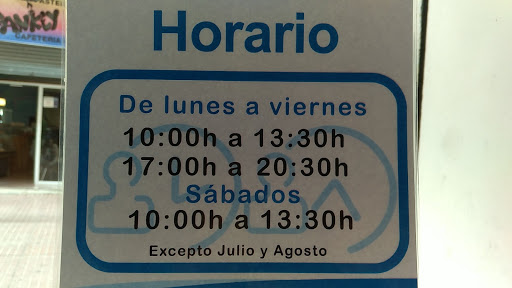 Horario
De lunes a viernes
10:00h a 13:30h
17:00h a 20:30h
Sábados
10:00h a 13:30h
Excepto Julio y Agosto
CAFETERIA